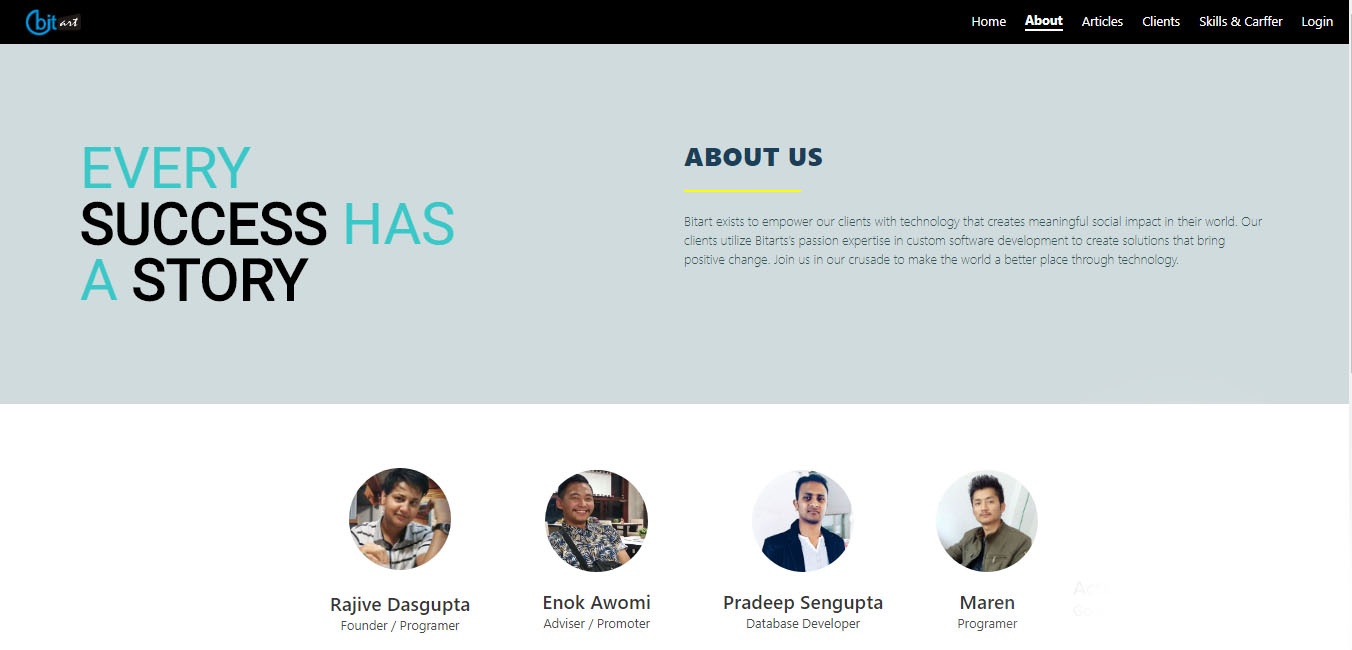 bit art
Home About Articles Clients Skills & Carffer Login
EVERY
SUCCESS HAS
A STORY
ABOUT US
Bitart exists to empower our clients with technology that creates meaningful social impact in their world. Our
clients utilize Bitarts's passion expertise in custom software development to create solutions that bring
positive change. Join us in our crusade to make the world a better place through technology.
Rajive Dasgupta
Founder / Programer
Enok Awomi
Adviser / Promoter
Pradeep Sengupta
Database Developer
Maren
Programer